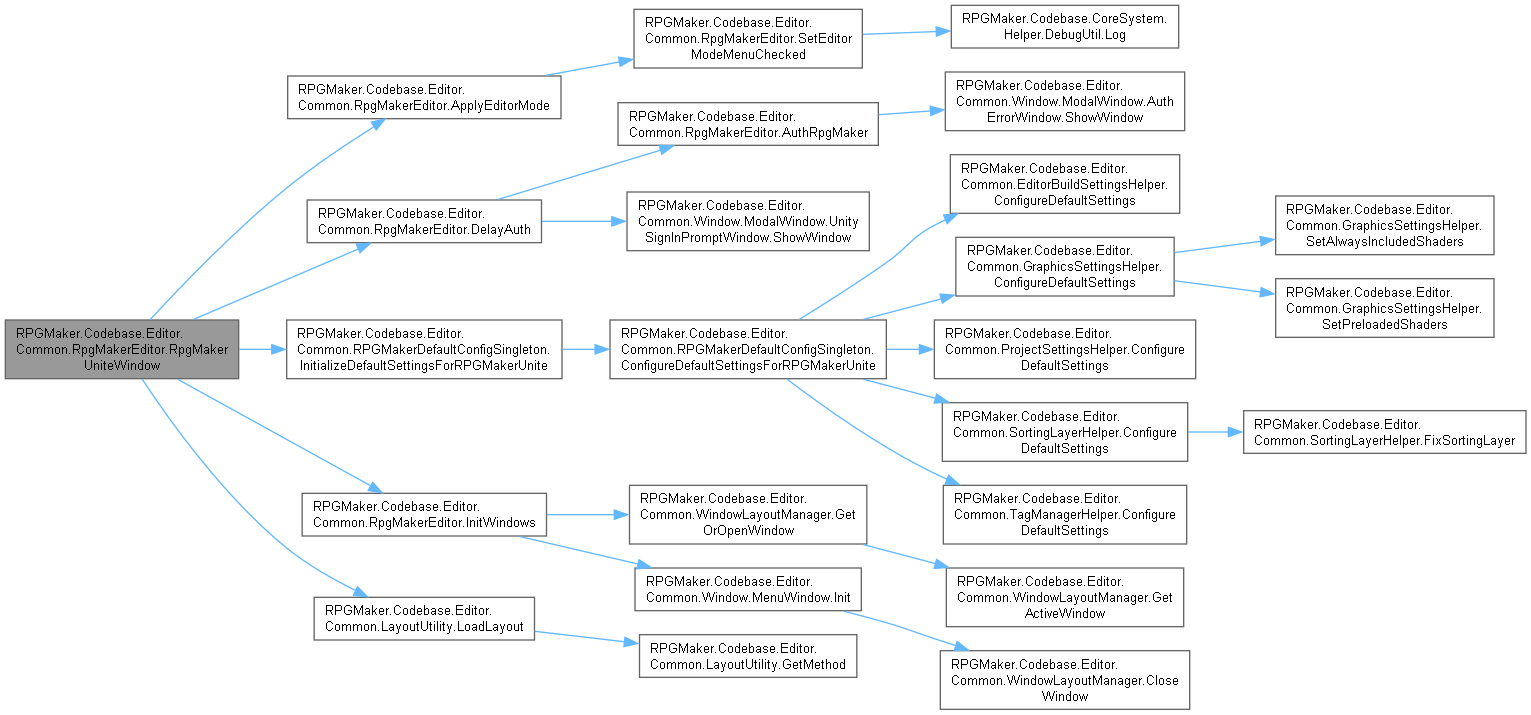 RPGMaker.Codebase.Editor.
Common.RpgMakerEditor.RpgMaker
UniteWindow
RPGMaker.Codebase.Editor.
Common.RpgMakerEditor.ApplyEditorMode
RPGMaker.Codebase.Editor.
Common.RpgMakerEditor.SetEditor
ModeMenuChecked
RPGMaker.Codebase.CoreSystem.
Helper.DebugUtil.Log
RPGMaker.Codebase.Editor.
Common.RpgMakerEditor.DelayAuth
RPGMaker.Codebase.Editor.
Common.RpgMakerEditor.AuthRpgMaker
RPGMaker.Codebase.Editor.
Common.Window.ModalWindow.Auth
ErrorWindow.ShowWindow
RPGMaker.Codebase.Editor.
Common.Window.ModalWindow.Unity
SignInPromptWindow.ShowWindow
RPGMaker.Codebase.Editor.
Common.RPGMakerDefaultConfigSingleton.
InitializeDefaultSettingsForRPGMakerUnite
RPGMaker.Codebase.Editor.
Common.RPGMakerDefaultConfigSingleton.
ConfigureDefaultSettingsForRPGMakerUnite
RPGMaker.Codebase.Editor.
Common.EditorBuildSettingsHelper.
ConfigureDefaultSettings
RPGMaker.Codebase.Editor.
Common.GraphicsSettingsHelper.
ConfigureDefaultSettings
RPGMaker.Codebase.Editor.
Common.GraphicsSettingsHelper.
SetAlwaysIncludedShaders
RPGMaker.Codebase.Editor.
Common.GraphicsSettingsHelper.
SetPreloadedShaders
RPGMaker.Codebase.Editor.
Common.ProjectSettingsHelper.Configure
DefaultSettings
RPGMaker.Codebase.Editor.
Common.SortingLayerHelper.Configure
DefaultSettings
RPGMaker.Codebase.Editor.
Common.SortingLayerHelper.FixSortingLayer
RPGMaker.Codebase.Editor.
Common.TagManagerHelper.Configure
DefaultSettings
RPGMaker.Codebase.Editor.
Common.RpgMakerEditor.InitWindows
RPGMaker.Codebase.Editor.
Common.WindowLayoutManager.Get
OrOpenWindow
RPGMaker.Codebase.Editor.
Common.WindowLayoutManager.Get
ActiveWindow
RPGMaker.Codebase.Editor.
Common.Window.MenuWindow.Init
RPGMaker.Codebase.Editor.
Common.WindowLayoutManager.Close
Window
RPGMaker.Codebase.Editor.
Common.LayoutUtility.LoadLayout
RPGMaker.Codebase.Editor.
Common.LayoutUtility.GetMethod